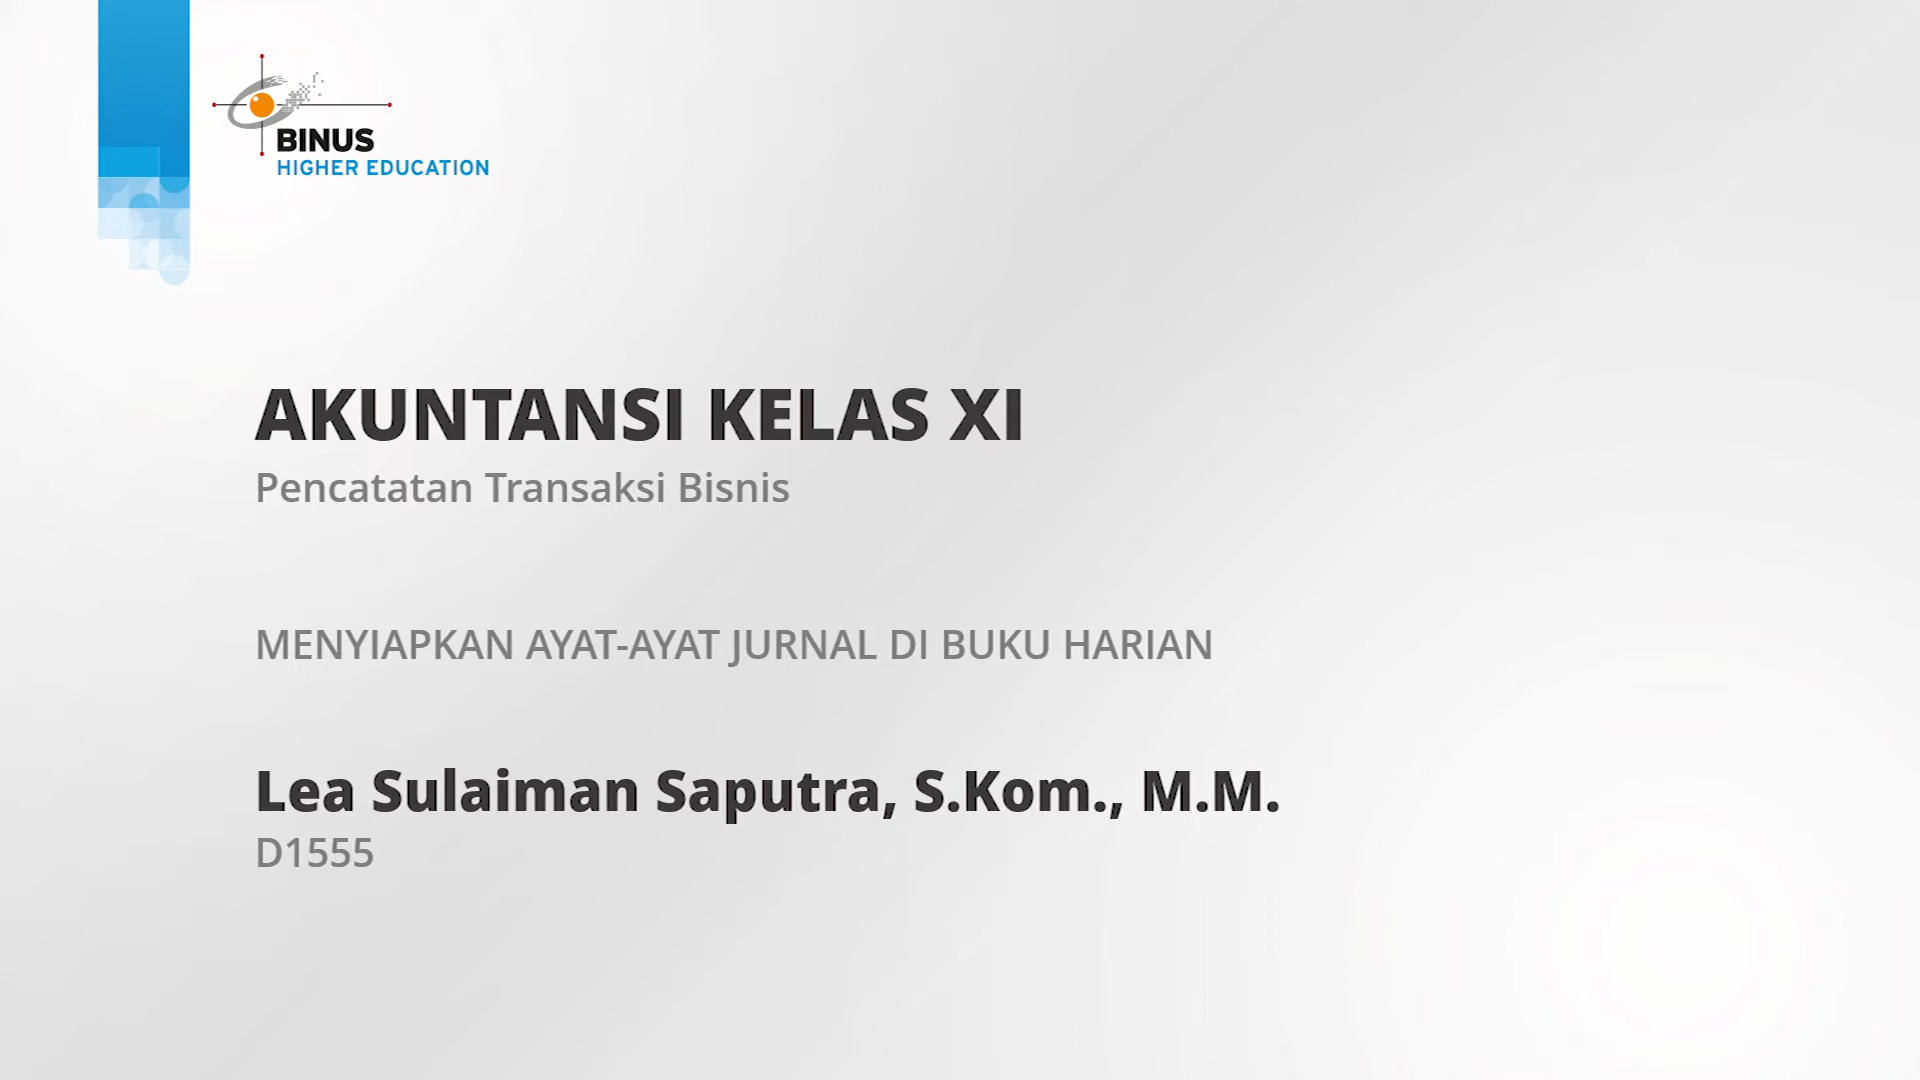 BINUS
HIGHER EDUCATION
AKUNTANSI KELAS XI
Pencatatan Transaksi Bisnis
MENYIAPKAN AYAT-AYAT JURNAL DI BUKU HARIAN
Lea Sulaiman Saputra, S.Kom., M.M.
D1555